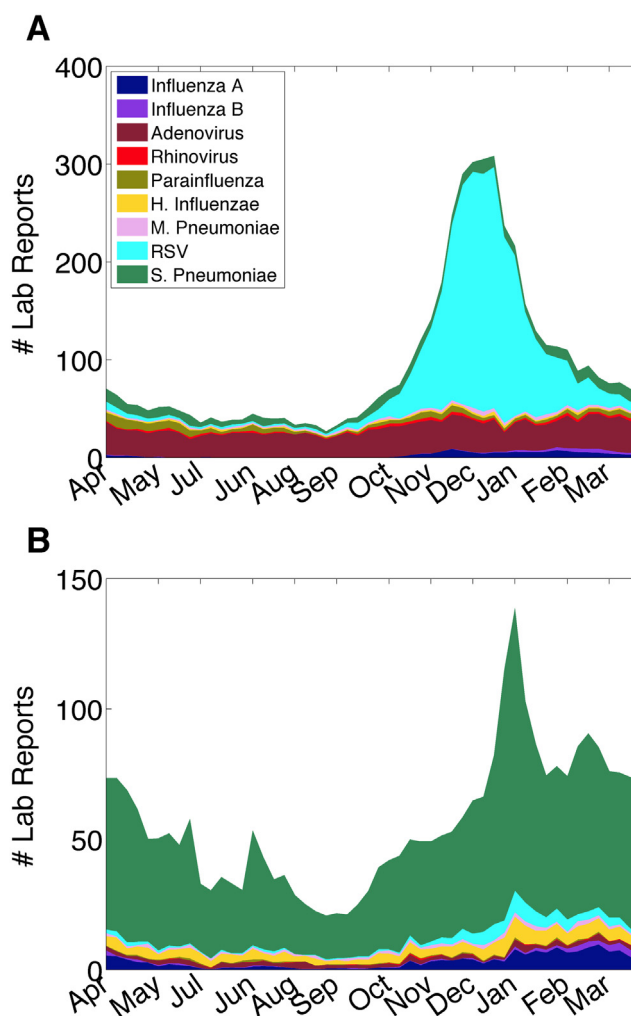 A
400
300
200
100
0
# Lab Reports
Influenza A
Influenza B
Adenovirus
Rhinovirus
Parainfluenza
H. Influenzae
M. Pneumoniae
RSV
S. Pneumoniae
Apr May Jul Jun Aug Sep Oct Nov Dec Jan Feb Mar
B
150
100
50
0
# Lab Reports
Apr May Jul Jun Aug Sep Oct Nov Dec Jan Feb Mar